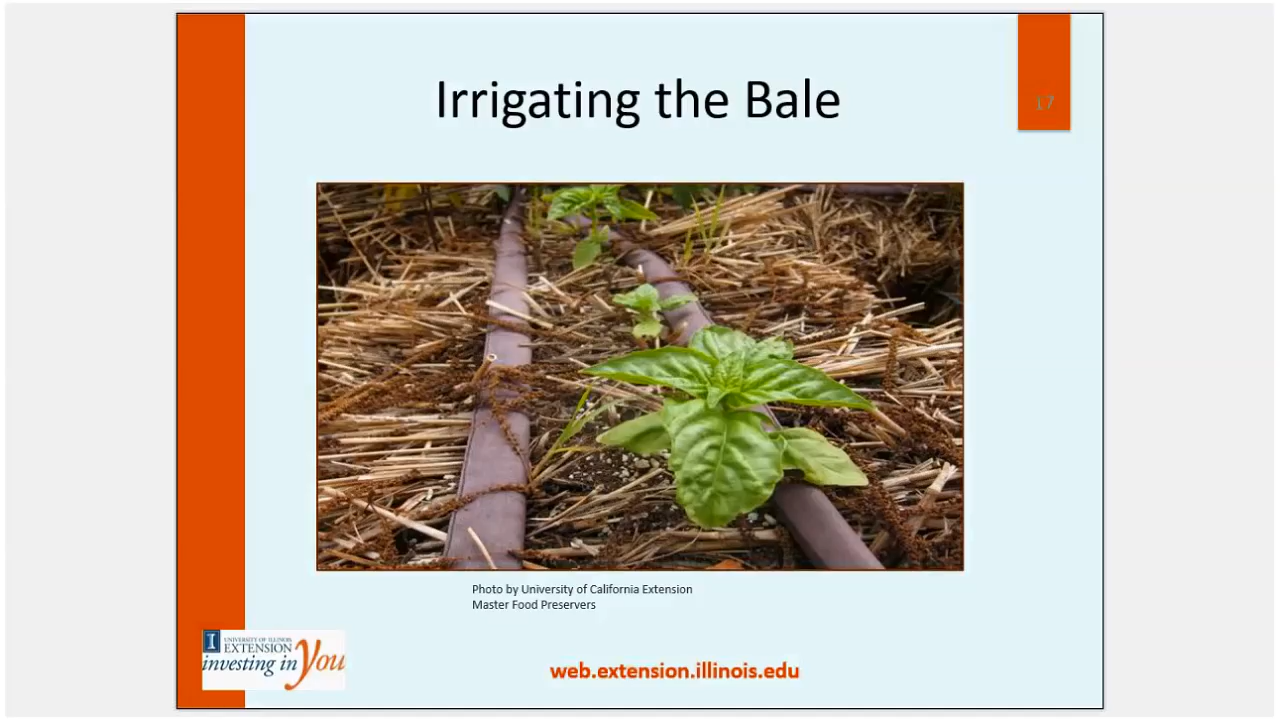 Irrigating the Bale
17
Photo by University of California Extension
Master Food Preservers
I
UNIVERSITY OF ILLINOIS
EXTENSION
investing in you
web.extension.illinois.edu